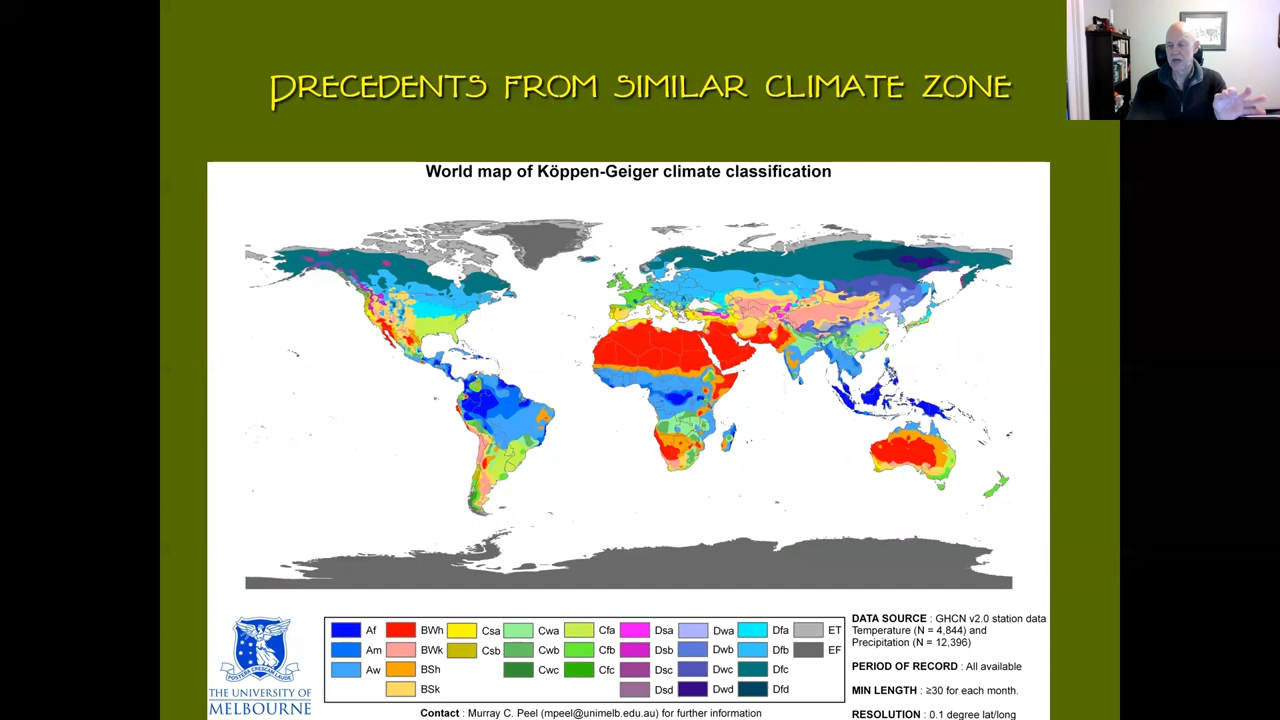 PRECEDENTS FROM SIMILAR CLIMATE ZONE
World map of Köppen-Geiger climate classification
Af BWh Csa Cwa Cfa Dsa Dwa Dfa ET
Am BWk Csb Cwb Cfb Dsb Dwb Dfb EF
Aw BSh Cwc Cfc Dsc Dwc Dfc
BSk Dsd Dwd Dfd
DATA SOURCE : GHCN v2.0 station data
Temperature (N = 4,844) and
Precipitation (N = 12,396)
PERIOD OF RECORD : All available
MIN LENGTH : ≥30 for each month.
RESOLUTION : 0.1 degree lat/long
THE UNIVERSITY OF
MELBOURNE
Contact : Murray C. Peel (mpeel@unimelb.edu.au) for further information